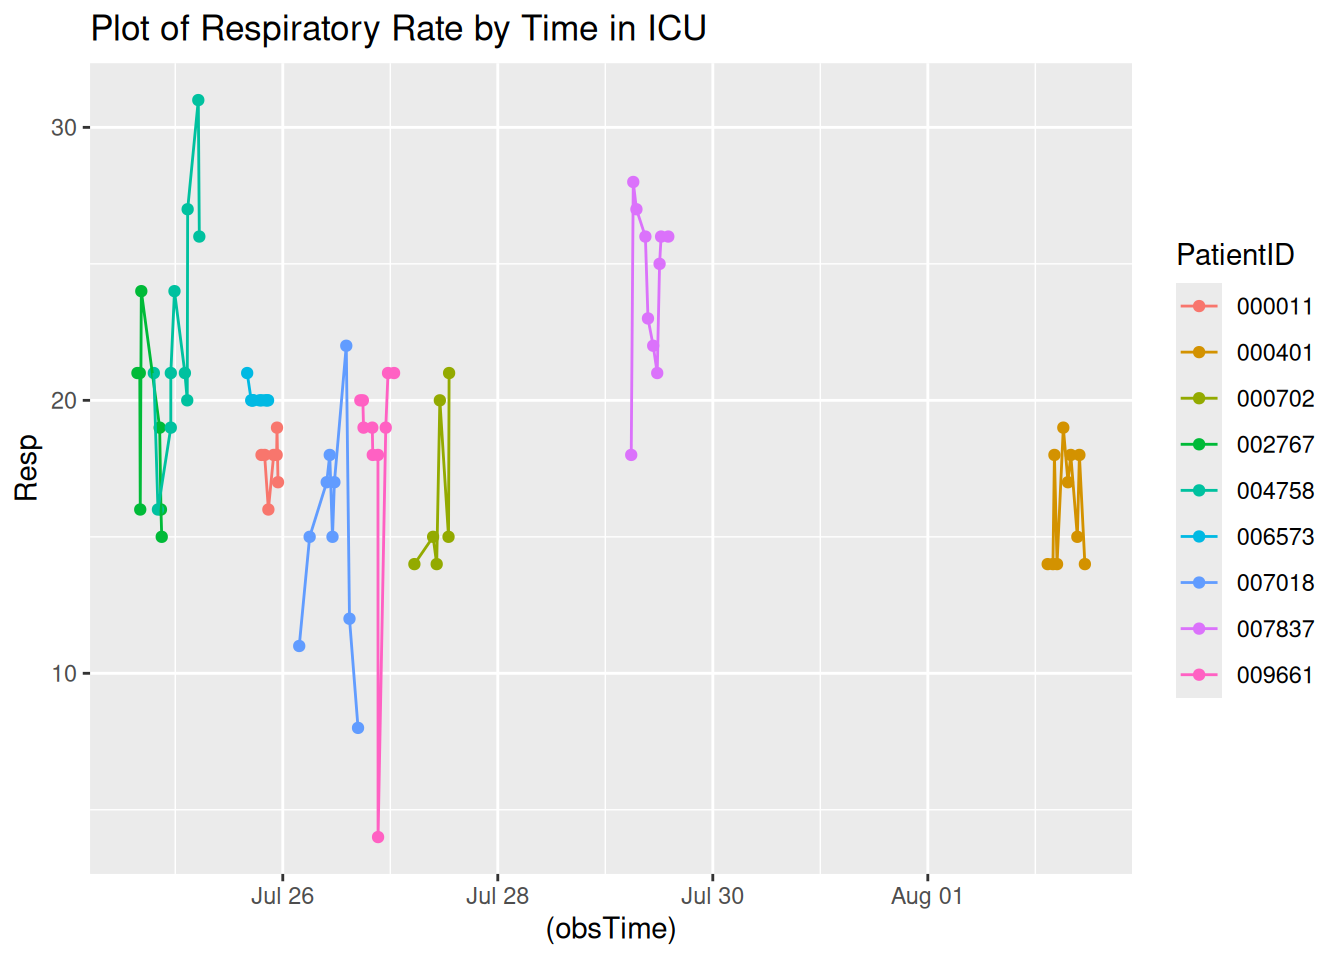 Plot of Respiratory Rate by Time in ICU
30
20
10
Resp
Jul 26
Jul 28
Jul 30
Aug 01
(obsTime)
PatientID
000011
000401
000702
002767
004758
006573
007018
007837
009661